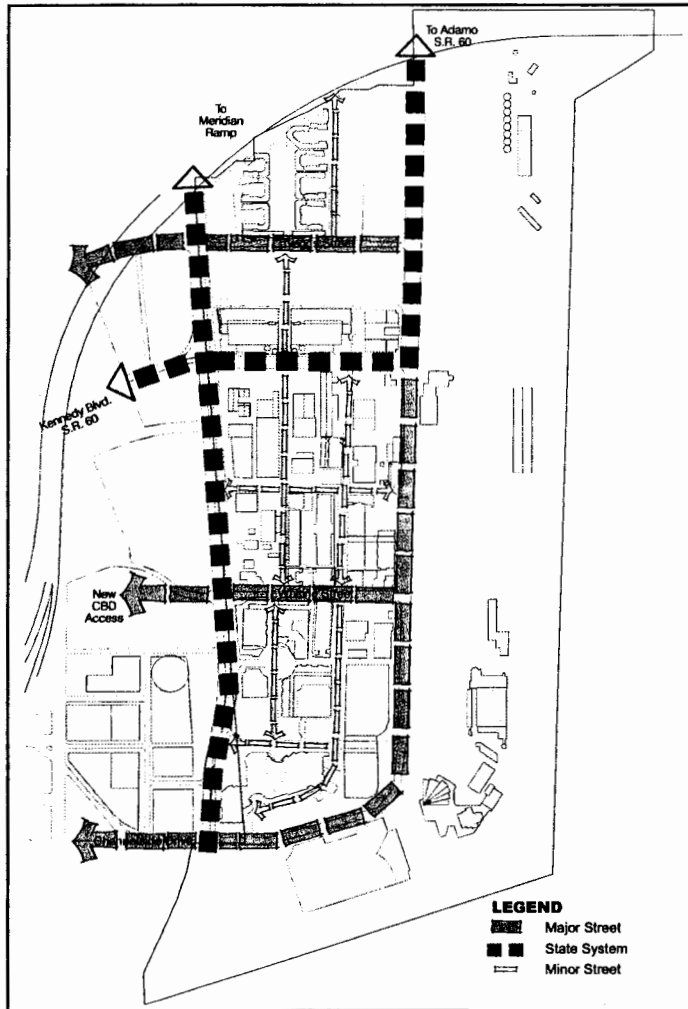 To Adamo
S.R. 60
To
Meridian
Ramp
Kennedy Blvd.
S.R. 60
New
CBD
Access
LEGEND
Major Street
State System
Minor Street